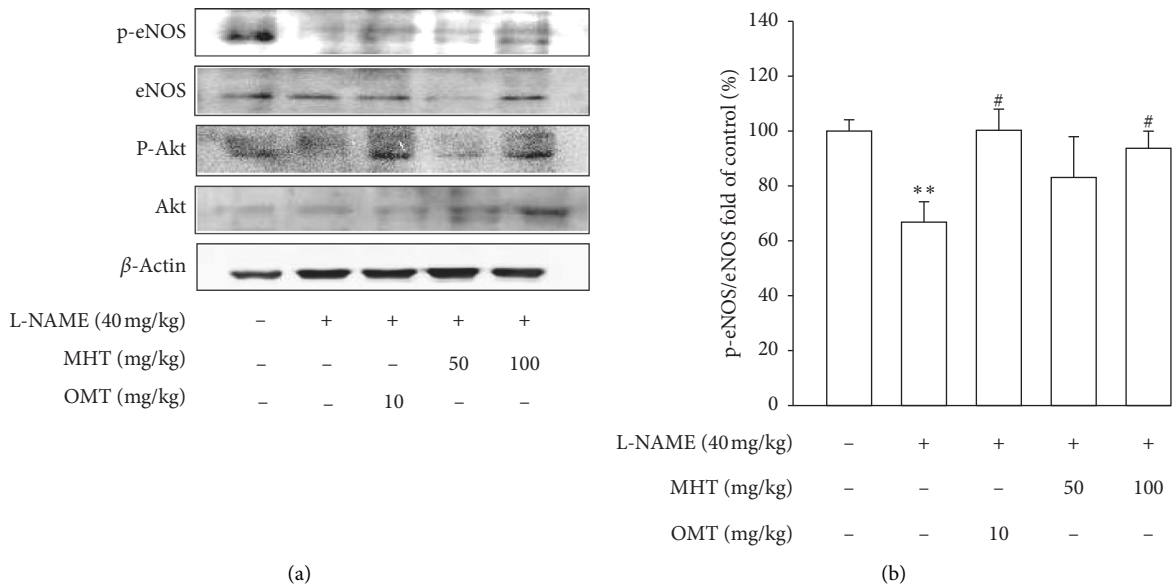 p-eNOS
eNOS
P-Akt
Akt
β-Actin
L-NAME (40 mg/kg) – + + + +
MHT (mg/kg) – – – 50 100
OMT (mg/kg) – – 10 – –
(a)
p-eNOS/eNOS fold of control (%)
140
120
100
80
60
80
20
0
**
#
#
L-NAME (40 mg/kg) – + + + +
MHT (mg/kg) – – – 50 100
OMT (mg/kg) – – 10 – –
(b)